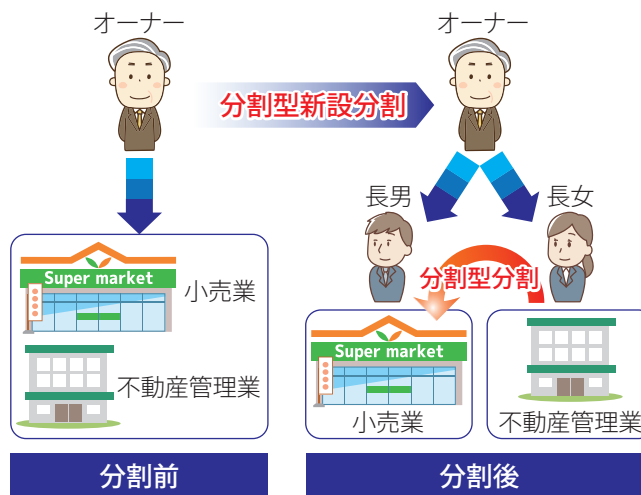 オーナー
オーナー
分割型新設分割
長男
長女
分割型分割
Super market
小売業
不動産管理業
Super market
小売業
不動産管理業
分割前
分割後